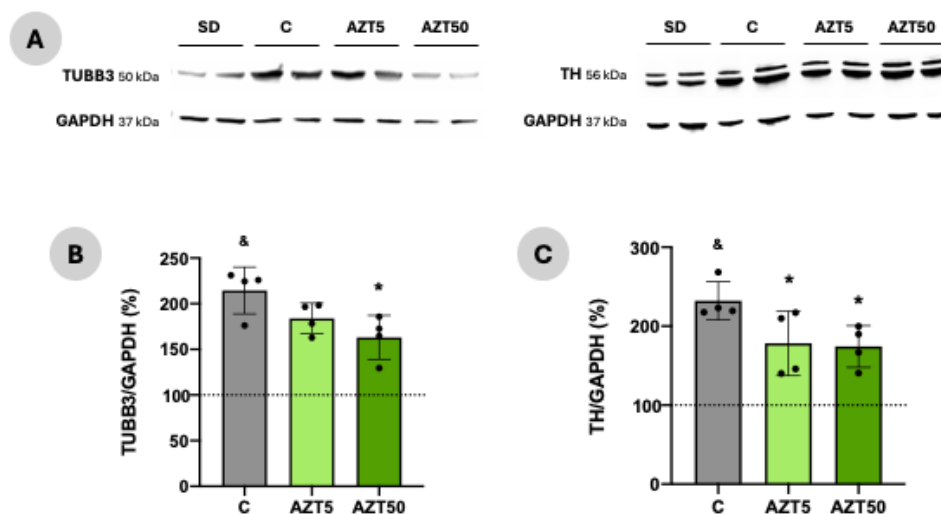 A
SD C AZT5 AZT50
TUBB3 50 kDa
GAPDH 37 kDa
SD C AZT5 AZT50
TH 56 kDa
GAPDH 37 kDa
B
&
*
250
200
150
100
50
0
TUBB3/GAPDH (%)
C AZT5 AZT50
C
&
*
*
300
200
100
0
TH/GAPDH (%)
C AZT5 AZT50